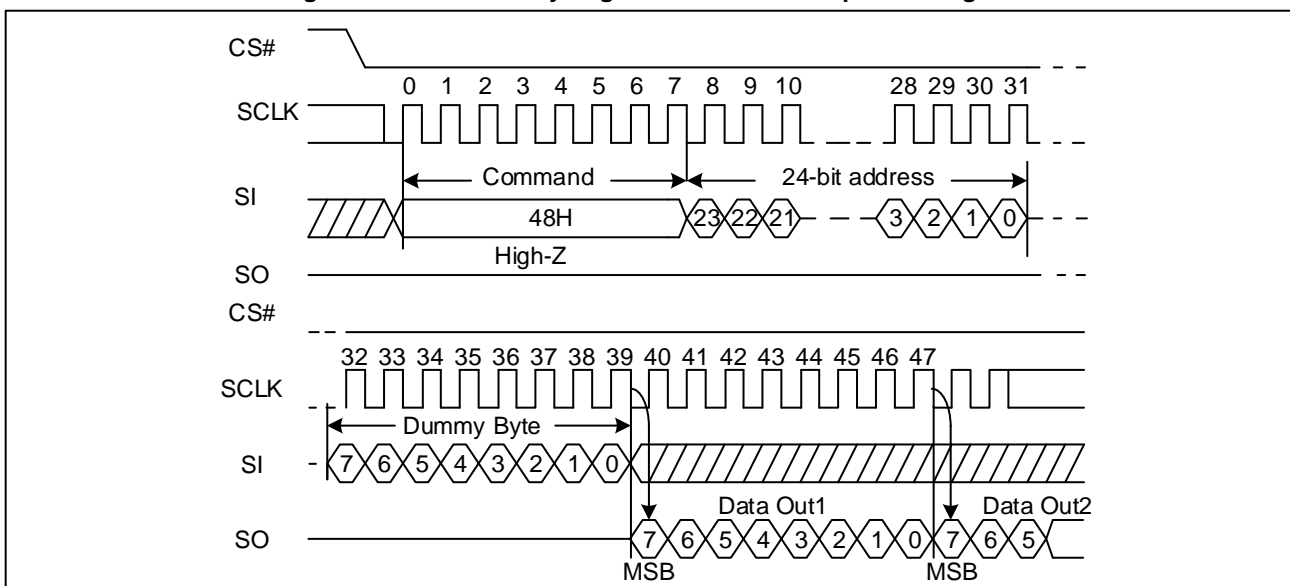 CS#
0 1 2 3 4 5 6 7 8 9 10 28 29 30 31
SCLK
Command 24-bit address
SI
48H 23 22 21 3 2 1 0
High-Z
SO
CS#
32 33 34 35 36 37 38 39 40 41 42 43 44 45 46 47
SCLK
Dummy Byte
SI 7 6 5 4 3 2 1 0
Data Out1 Data Out2
SO 7 6 5 4 3 2 1 0 7 6 5
MSB MSB